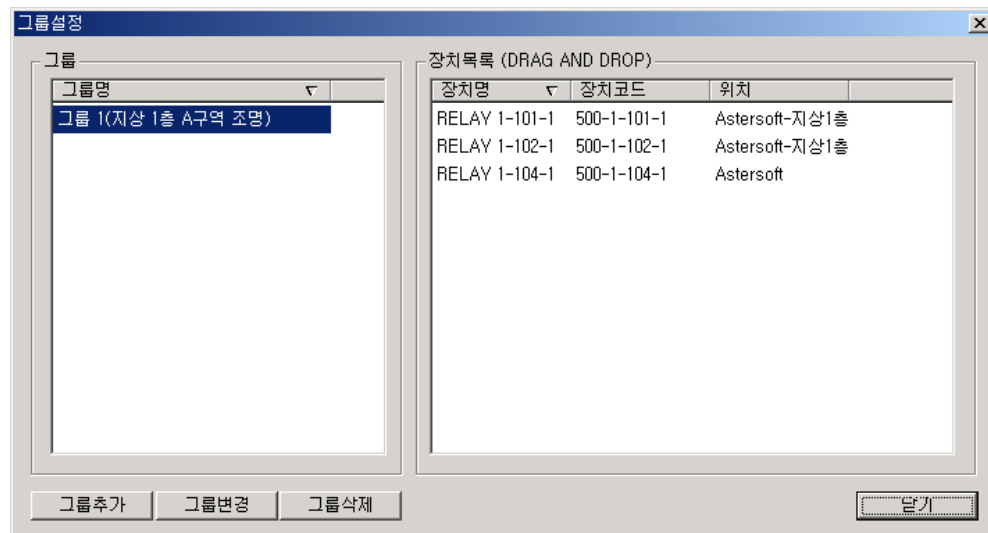 그룹설정
그룹
그룹명
그룹 1(지상 1층 A구역 조명)
장치목록 (DRAG AND DROP)
장치명 장치코드 위치
RELAY 1-101-1 500-1-101-1 Astersoft-지상1층
RELAY 1-102-1 500-1-102-1 Astersoft-지상1층
RELAY 1-104-1 500-1-104-1 Astersoft
그룹추가 그룹변경 그룹삭제 닫기